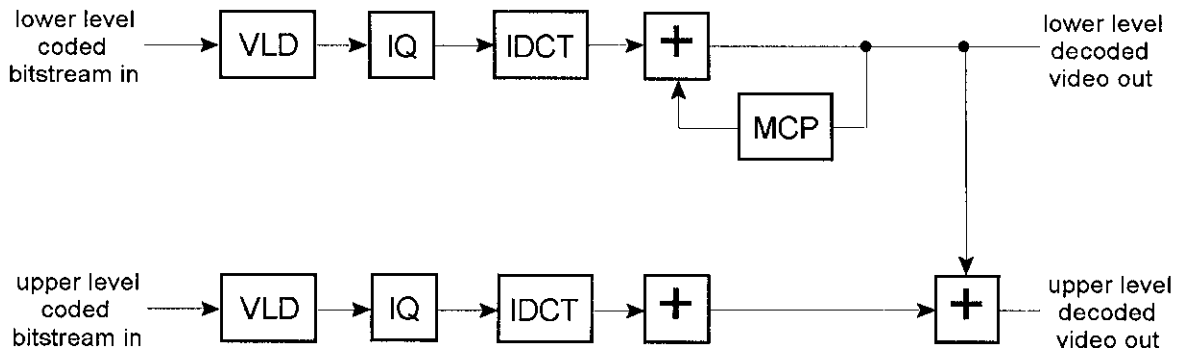 lower level
coded
bitstream in
VLD
IQ
IDCT
+
MCP
lower level
decoded
video out
upper level
coded
bitstream in
VLD
IQ
IDCT
+
+
upper level
decoded
video out